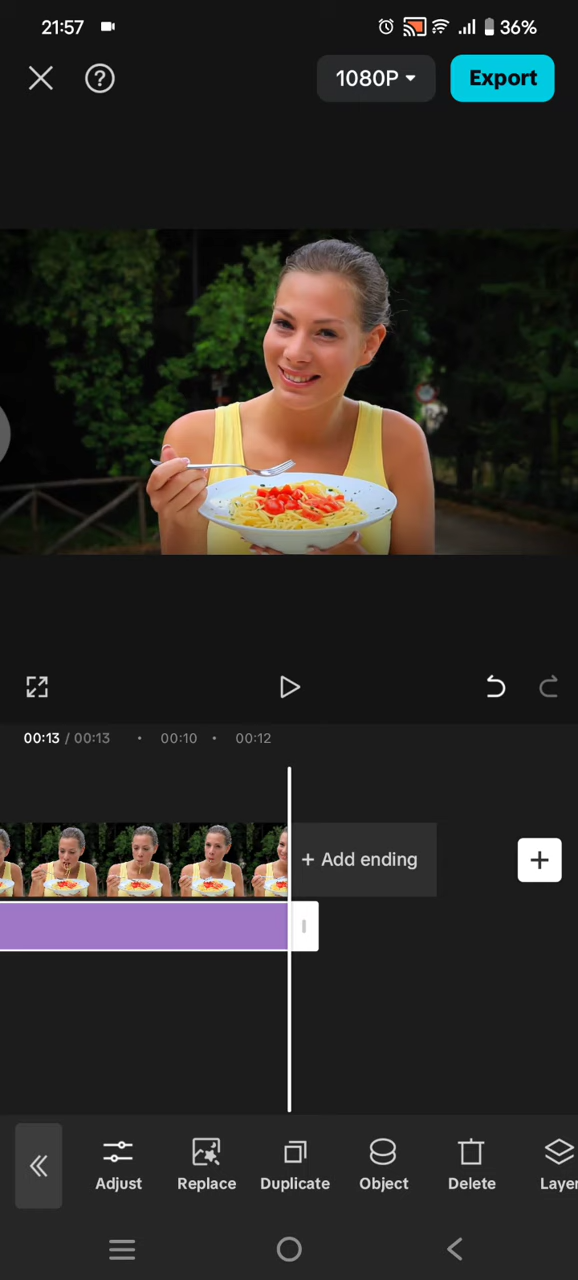 21:57
36%
1080P
Export
00:13 / 00:13
00:10
00:12
+ Add ending
Adjust
Replace
Duplicate
Object
Delete
Layer